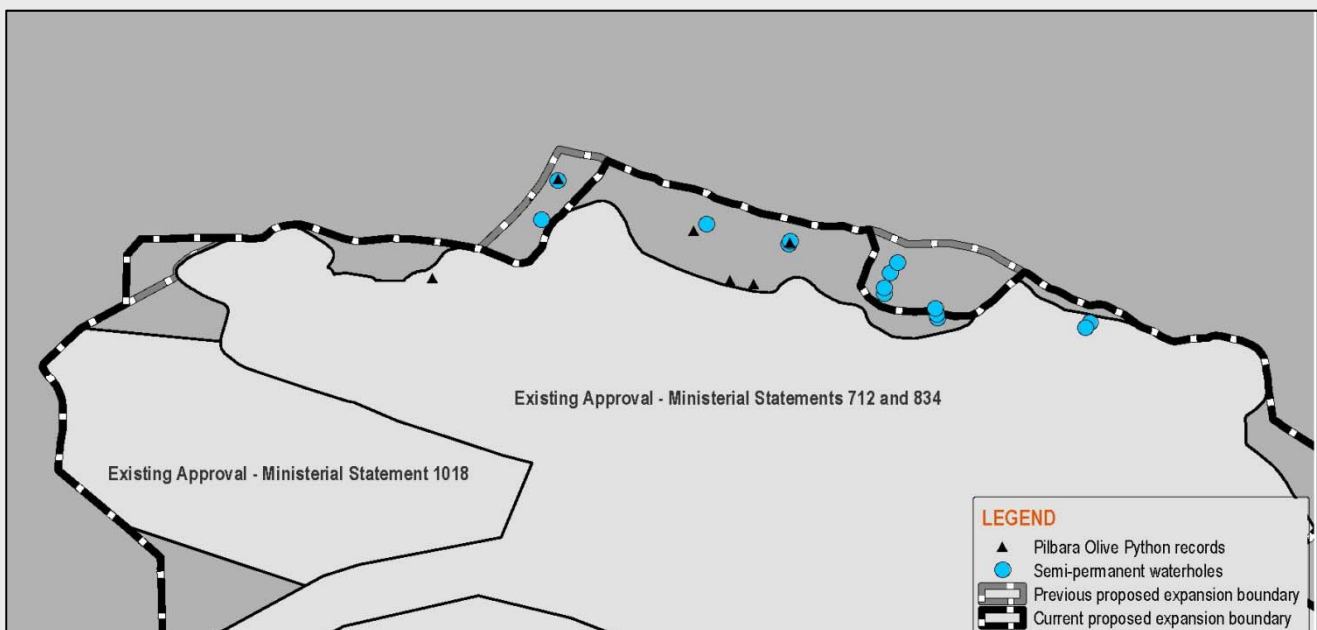 Existing Approval - Ministerial Statements 712 and 834
Existing Approval - Ministerial Statement 1018
LEGEND
Pilbara Olive Python records
Semi-permanent waterholes
Previous proposed expansion boundary
Current proposed expansion boundary